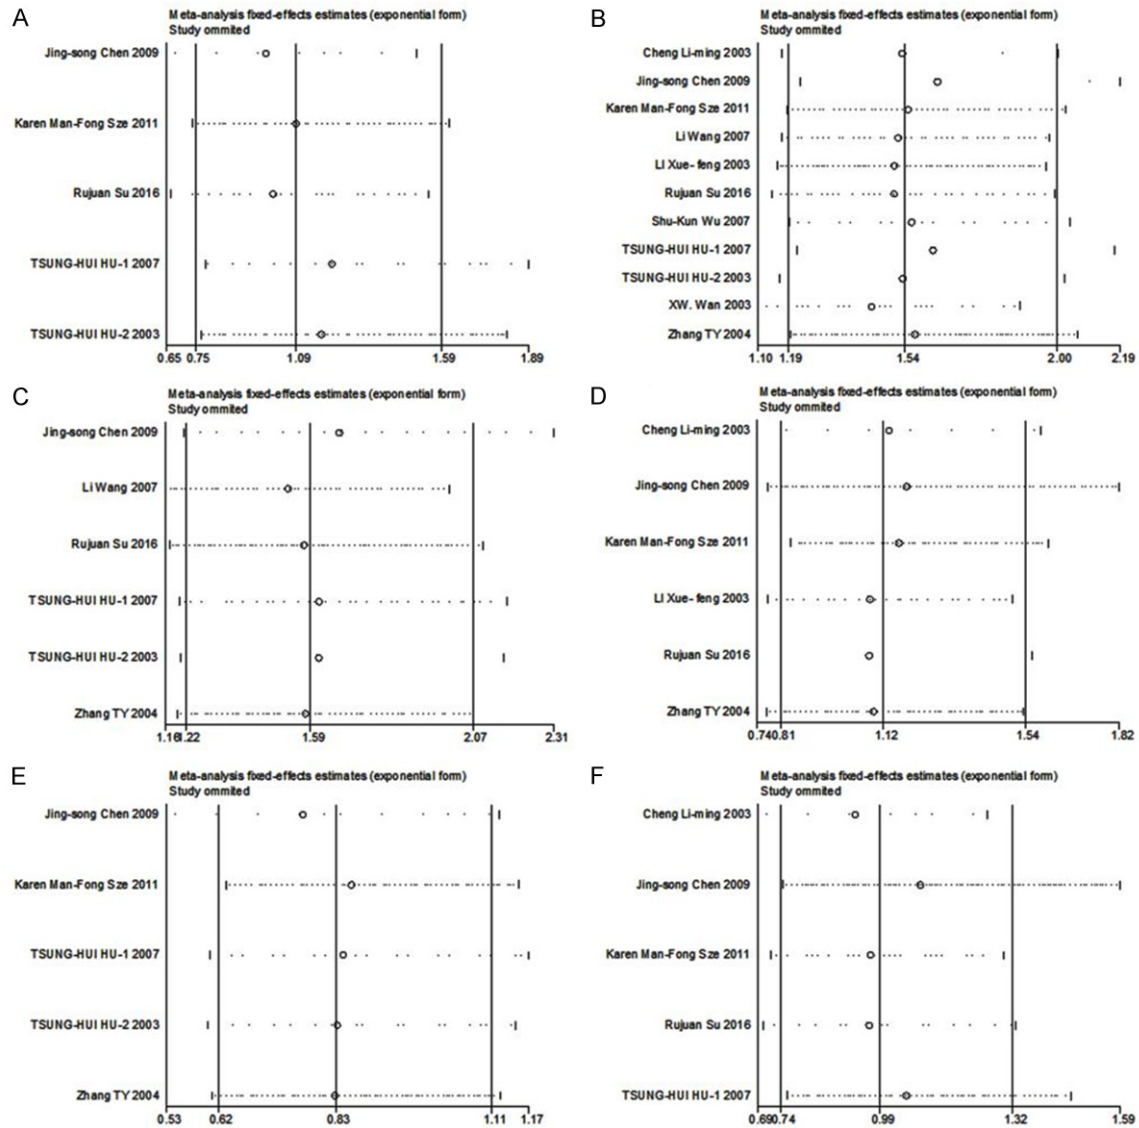 A
Meta-analysis fixed-effects estimates (exponential form)
Study ommited
Jing-song Chen 2009
Karen Man-Fong Sze 2011
Rujuan Su 2016
TSUNG-HUI HU-1 2007
TSUNG-HUI HU-2 2003
0.65 0.75 1.09 1.59 1.89
B
Meta-analysis fixed-effects estimates (exponential form)
Study ommited
Cheng Li-ming 2003
Jing-song Chen 2009
Karen Man-Fong Sze 2011
Li Wang 2007
LI Xue- feng 2003
Rujuan Su 2016
Shu-Kun Wu 2007
TSUNG-HUI HU-1 2007
TSUNG-HUI HU-2 2003
XW. Wan 2003
Zhang TY 2004
1.10 1.19 1.54 2.00 2.19
C
Meta-analysis fixed-effects estimates (exponential form)
Study ommited
Jing-song Chen 2009
Li Wang 2007
Rujuan Su 2016
TSUNG-HUI HU-1 2007
TSUNG-HUI HU-2 2003
Zhang TY 2004
1.22 1.59 2.07 2.31
D
Meta-analysis fixed-effects estimates (exponential form)
Study ommited
Cheng Li-ming 2003
Jing-song Chen 2009
Karen Man-Fong Sze 2011
LI Xue- feng 2003
Rujuan Su 2016
Zhang TY 2004
0.74 0.81 1.12 1.54 1.82
E
Meta-analysis fixed-effects estimates (exponential form)
Study ommited
Jing-song Chen 2009
Karen Man-Fong Sze 2011
TSUNG-HUI HU-1 2007
TSUNG-HUI HU-2 2003
Zhang TY 2004
0.53 0.62 0.83 1.11 1.17
F
Meta-analysis fixed-effects estimates (exponential form)
Study ommited
Cheng Li-ming 2003
Jing-song Chen 2009
Karen Man-Fong Sze 2011
Rujuan Su 2016
TSUNG-HUI HU-1 2007
0.69 0.74 0.99 1.32 1.59